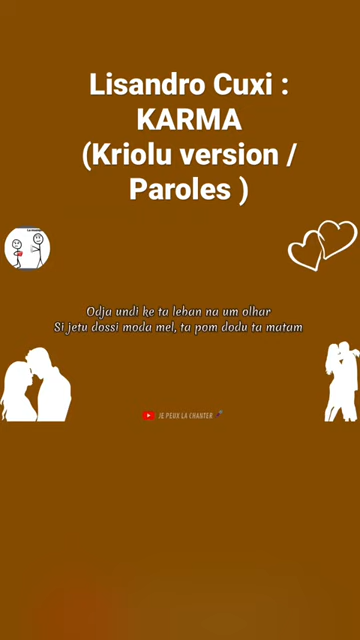 Lisandro Cuxi :
KARMA
(Kriolu version /
Paroles )
Odja undi ke ta leban na um olhar
Si jetu dossi moda mel, ta pom dodu ta matam
JE PEUX LA CHANTER